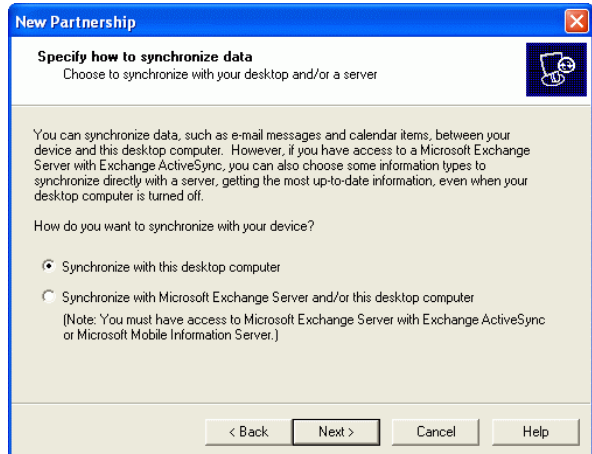 New Partnership
Specify how to synchronize data
Choose to synchronize with your desktop and/or a server
You can synchronize data, such as e-mail messages and calendar items, between your
device and this desktop computer.  However, if you have access to a Microsoft Exchange
Server with Exchange ActiveSync, you can also choose some information types to
synchronize directly with a server, getting the most up-to-date information, even when your
desktop computer is turned off.
How do you want to synchronize with your device?
Synchronize with this desktop computer
Synchronize with Microsoft Exchange Server and/or this desktop computer
(Note: You must have access to Microsoft Exchange Server with Exchange ActiveSync
or Microsoft Mobile Information Server.)
< Back Next > Cancel Help